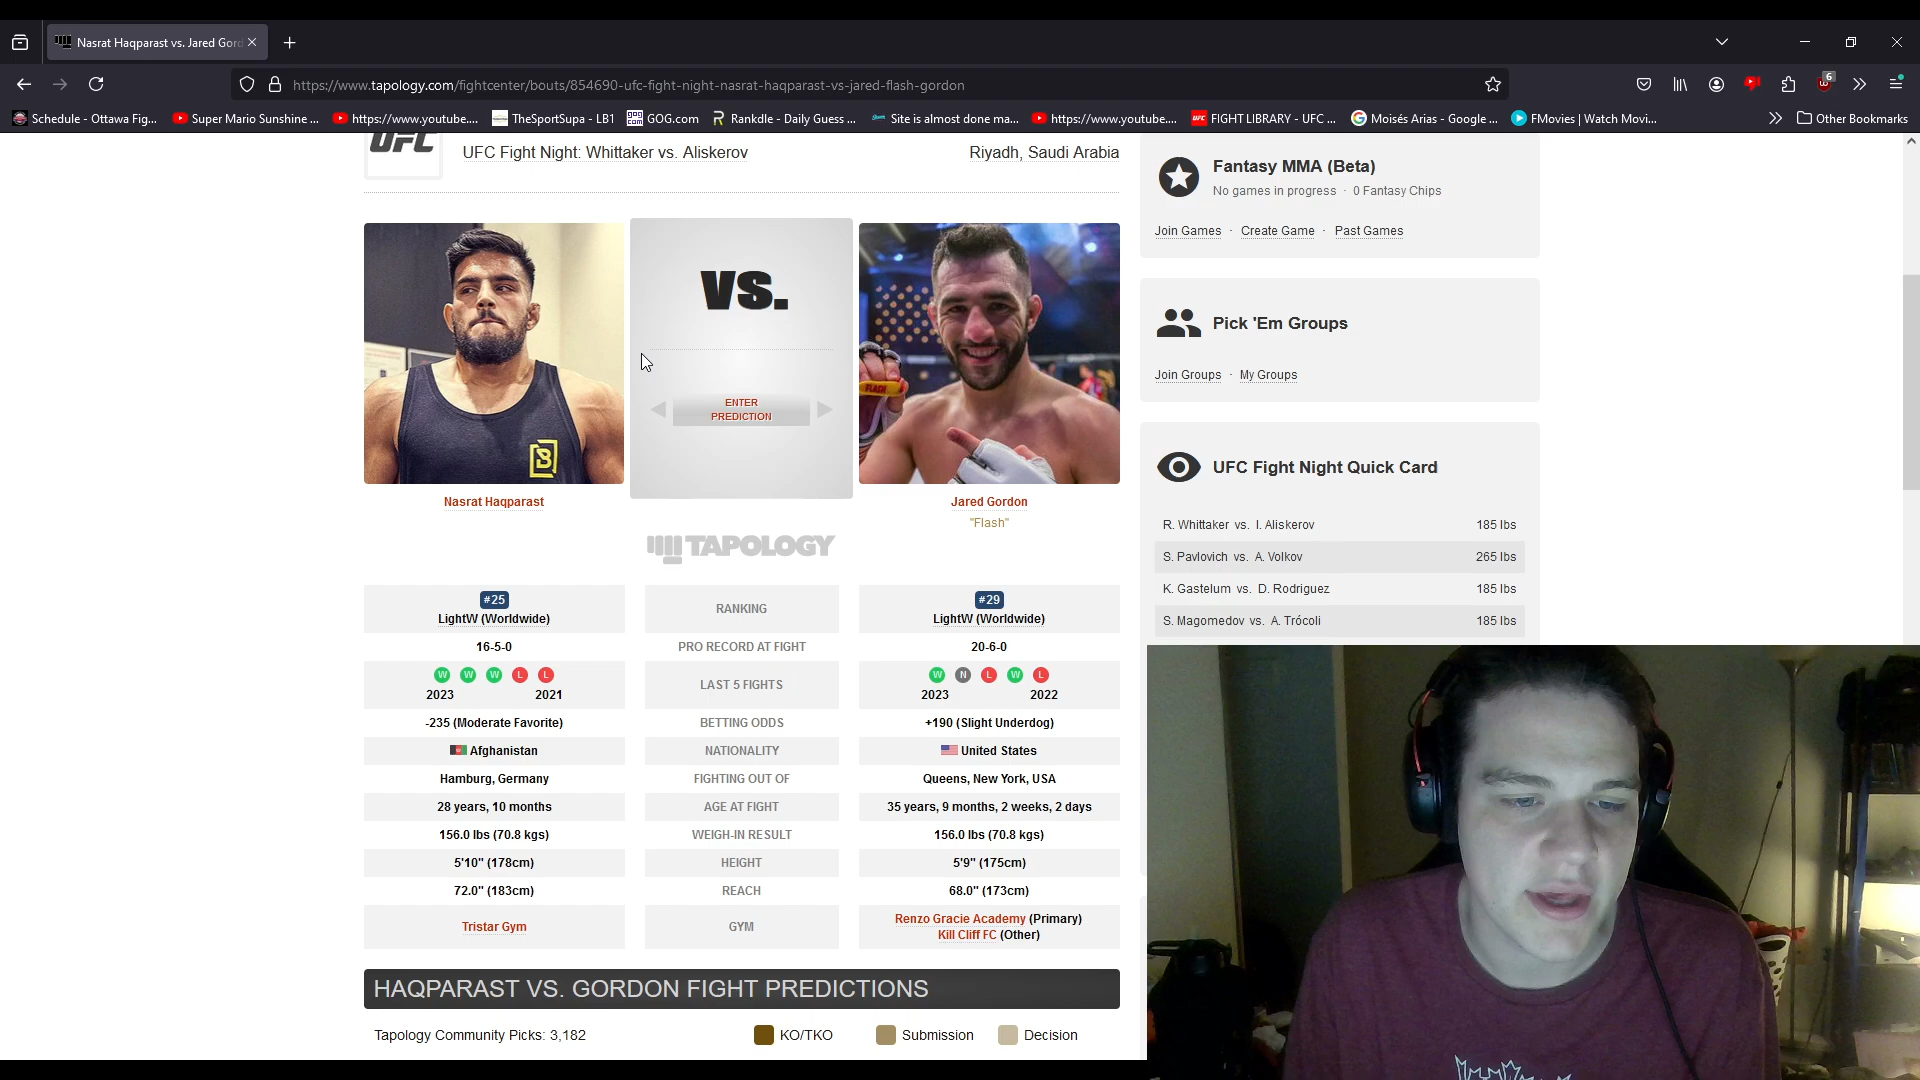 Nasrat Haqparast vs. Jared Gord
https://www.tapology.com/fightcenter/bouts/854690-ufc-fight-night-nasrat-haqparast-vs-jared-flash-gordon
6
Schedule - Ottawa Fig...
Super Mario Sunshine ...
https://www.youtube....
TheSportSupa - LB1
GOG.com
Rankdle - Daily Guess ...
Site is almost done ma...
https://www.youtube....
FIGHT LIBRARY - UFC ...
Moisés Arias - Google ...
FMovies | Watch Movi...
Other Bookmarks
UFC
UFC Fight Night: Whittaker vs. Aliskerov
Riyadh, Saudi Arabia
VS.
ENTER
PREDICTION
FLASH
B
Nasrat Haqparast
Jared Gordon
"Flash"
TAPOLOGY
#25
LightW (Worldwide)
RANKING
#29
LightW (Worldwide)
16-5-0
PRO RECORD AT FIGHT
20-6-0
W W W L L
2023 2021
LAST 5 FIGHTS
W N L W L
2023 2022
-235 (Moderate Favorite)
BETTING ODDS
+190 (Slight Underdog)
Afghanistan
NATIONALITY
United States
Hamburg, Germany
FIGHTING OUT OF
Queens, New York, USA
28 years, 10 months
AGE AT FIGHT
35 years, 9 months, 2 weeks, 2 days
156.0 lbs (70.8 kgs)
WEIGH-IN RESULT
156.0 lbs (70.8 kgs)
5'10" (178cm)
HEIGHT
5'9" (175cm)
72.0" (183cm)
REACH
68.0" (173cm)
Tristar Gym
GYM
Renzo Gracie Academy (Primary)
Kill Cliff FC (Other)
HAQPARAST VS. GORDON FIGHT PREDICTIONS
Tapology Community Picks: 3,182
KO/TKO
Submission
Decision
Fantasy MMA (Beta)
No games in progress · 0 Fantasy Chips
Join Games · Create Game · Past Games
Pick 'Em Groups
Join Groups · My Groups
UFC Fight Night Quick Card
R. Whittaker vs. I. Aliskerov 185 lbs
S. Pavlovich vs. A. Volkov 265 lbs
K. Gastelum vs. D. Rodriguez 185 lbs
S. Magomedov vs. A. Trócoli 185 lbs